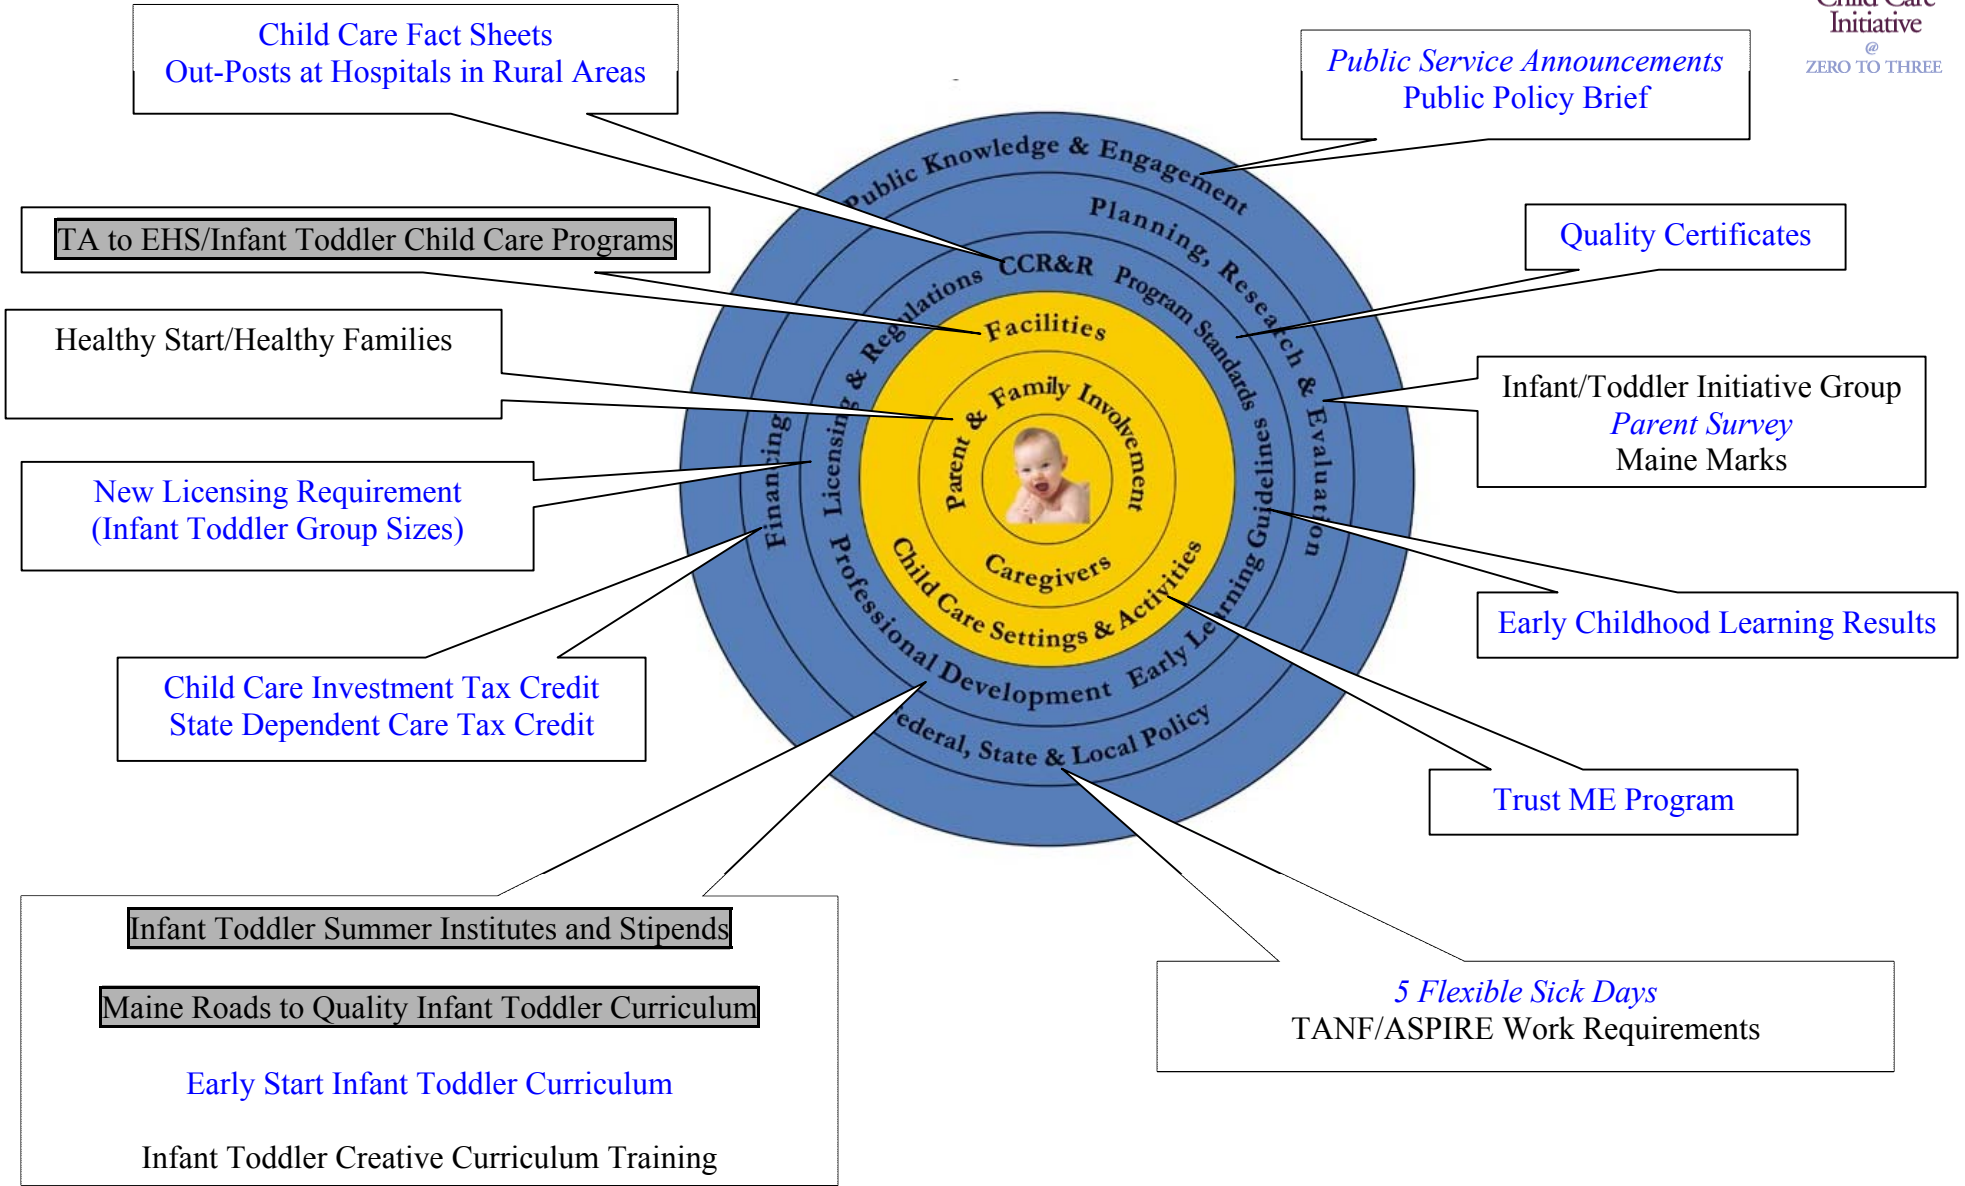 Child Care
Initiative
@
ZERO TO THREE
Child Care Fact Sheets
Out-Posts at Hospitals in Rural Areas
Public Service Announcements
Public Policy Brief
TA to EHS/Infant Toddler Child Care Programs
Quality Certificates
Healthy Start/Healthy Families
Infant/Toddler Initiative Group
Parent Survey
Maine Marks
New Licensing Requirement
(Infant Toddler Group Sizes)
Early Childhood Learning Results
Child Care Investment Tax Credit
State Dependent Care Tax Credit
Trust ME Program
Infant Toddler Summer Institutes and Stipends
Maine Roads to Quality Infant Toddler Curriculum
Early Start Infant Toddler Curriculum
Infant Toddler Creative Curriculum Training
5 Flexible Sick Days
TANF/ASPIRE Work Requirements
Public Knowledge & Engagement
Planning, Research & Evaluation
Financing
Federal, State & Local Policy
Licensing & Regulations
CCR&R
Program Standards
Early Learning Guidelines
Professional Development
Facilities
Child Care Settings & Activities
Parent & Family Involvement
Caregivers